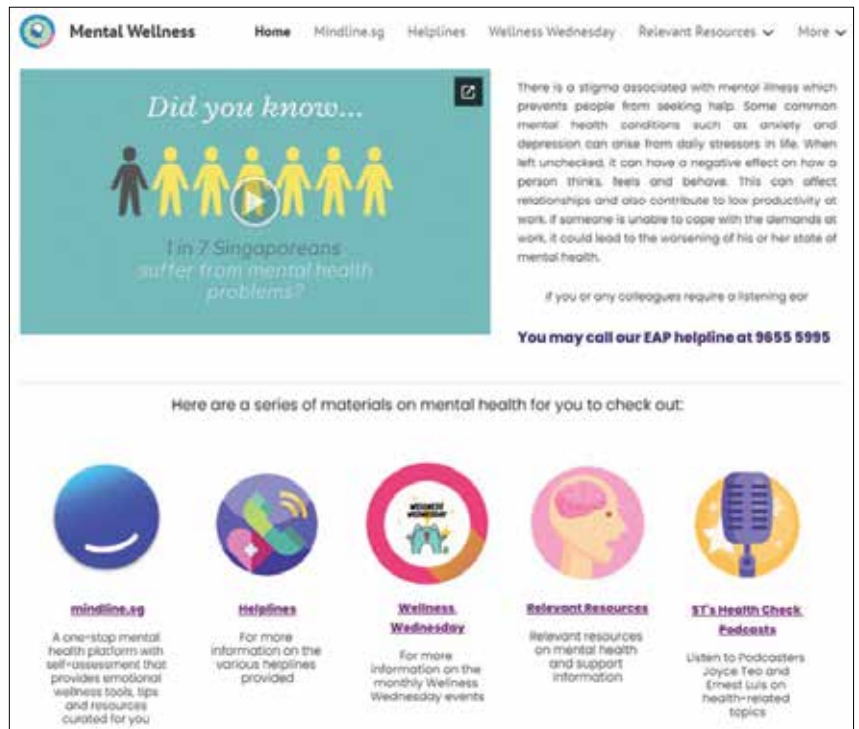 Mental Wellness
Home
Mindline.sg
Helplines
Wellness Wednesday
Relevant Resources
More
Did you know...
1 in 7 Singaporeans
suffer from mental health
problems?
There is a stigma associated with mental illness which
prevents people from seeking help. Some common
mental health conditions such as anxiety and
depression can arise from daily stressors in life. When
left unchecked, it can have a negative effect on how a
person thinks, feels and behave. This can affect
relationships and also contribute to low productivity at
work. If someone is unable to cope with the demands at
work, it could lead to the worsening of his or her state of
mental health.
If you or any colleagues require a listening ear
You may call our EAP helpline at 9655 5995
Here are a series of materials on mental health for you to check out:
WELLNESS
WEDNESDAY
mindline.sg
A one-stop mental
health platform with
self-assessment that
provides emotional
wellness tools, tips
and resources
curated for you
Helplines
For more
information on the
various helplines
provided
Wellness
Wednesday
For more
information on the
monthly Wellness
Wednesday events
Relevant Resources
Relevant resources
on mental health
and support
information
ST's Health Check
Podcasts
Listen to Podcasters
Joyce Teo and
Ernest Luis on
health-related
topics